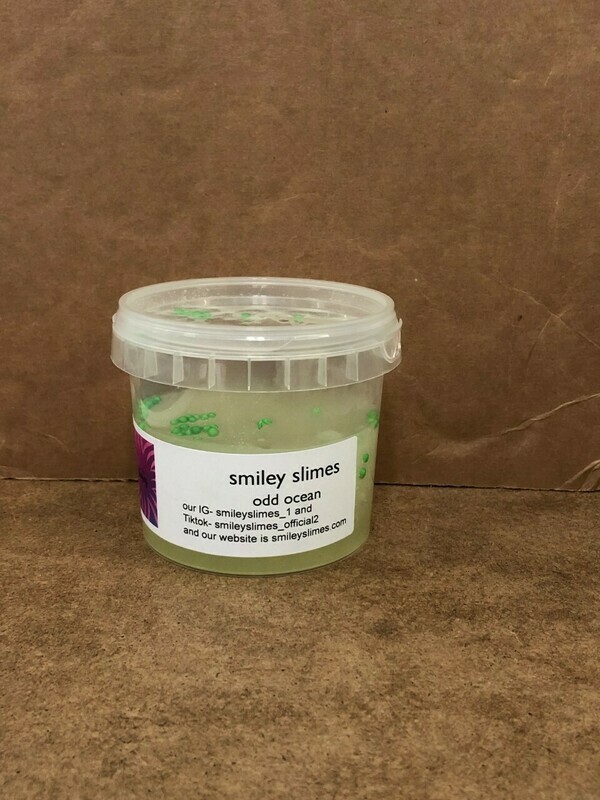 smiley slimes
odd ocean
our IG- smileyslimes_1 and
Tiktok- smileyslimes_official2
and our website is smileyslimes.com